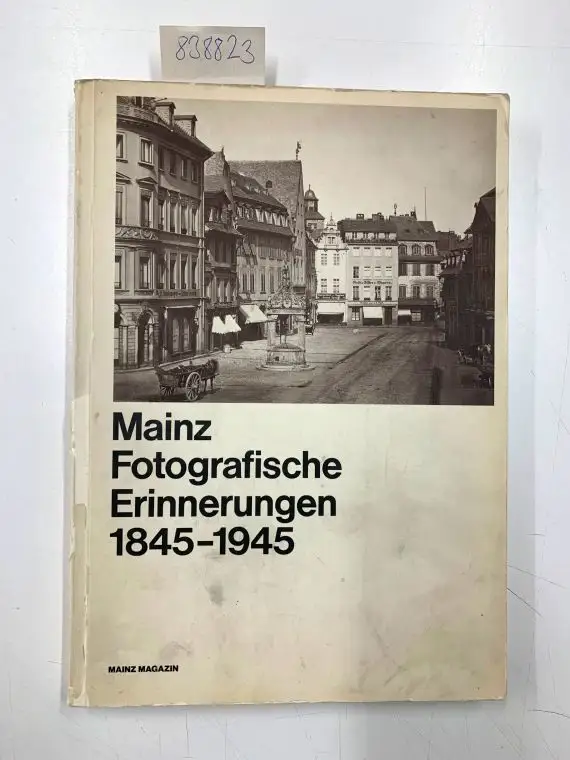 838823
Mainz
Fotografische
Erinnerungen
1845–1945
MAINZ MAGAZIN